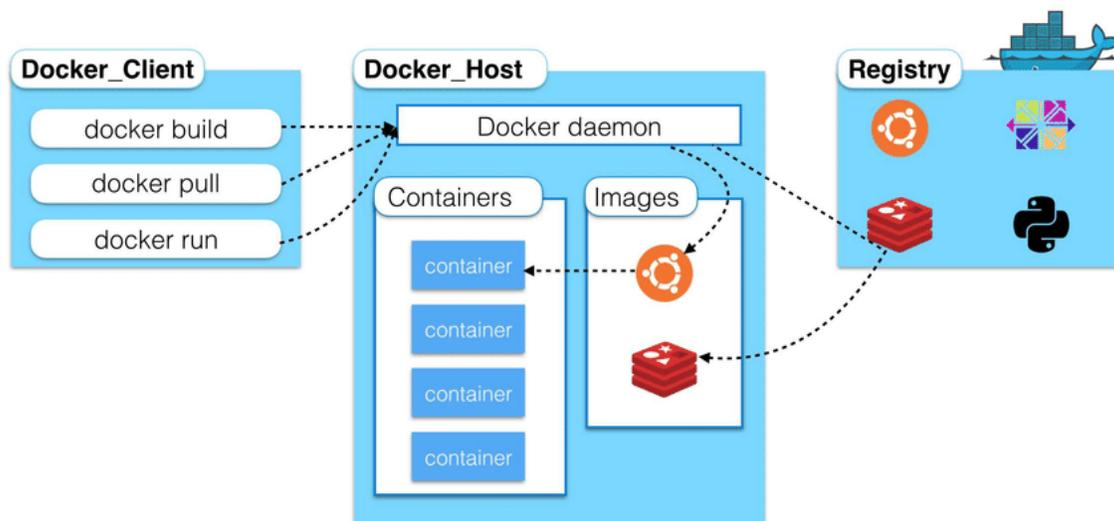 Docker_Client
docker build
docker pull
docker run
Docker_Host
Docker daemon
Containers
container
container
container
container
Images
Registry